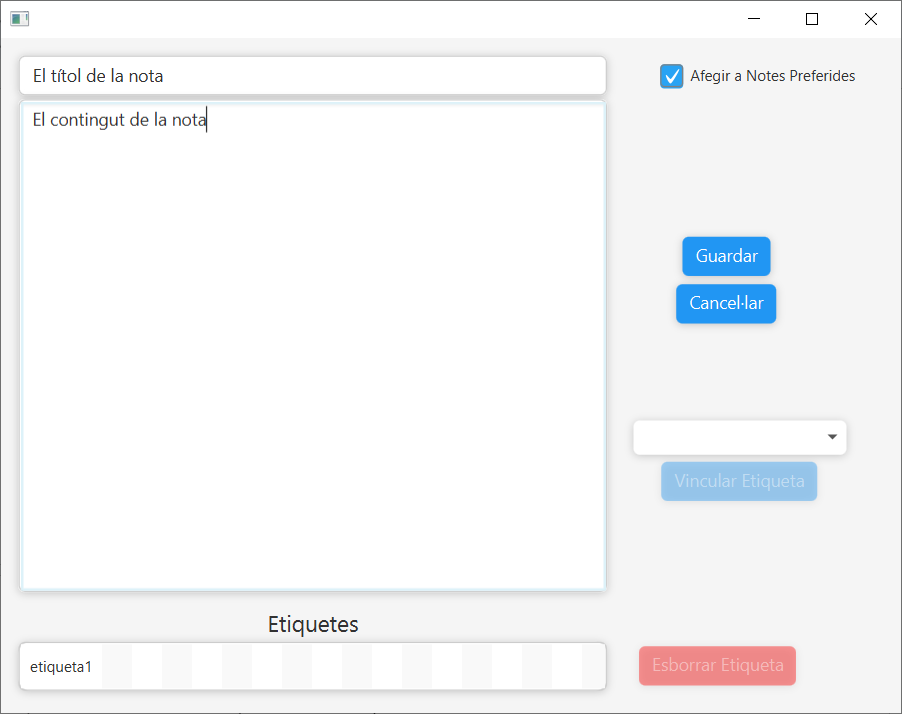 El títol de la nota
Afegir a Notes Preferides
El contingut de la nota
Guardar
Cancel·lar
Vincular Etiqueta
Etiquetes
etiqueta1
Esborrar Etiqueta